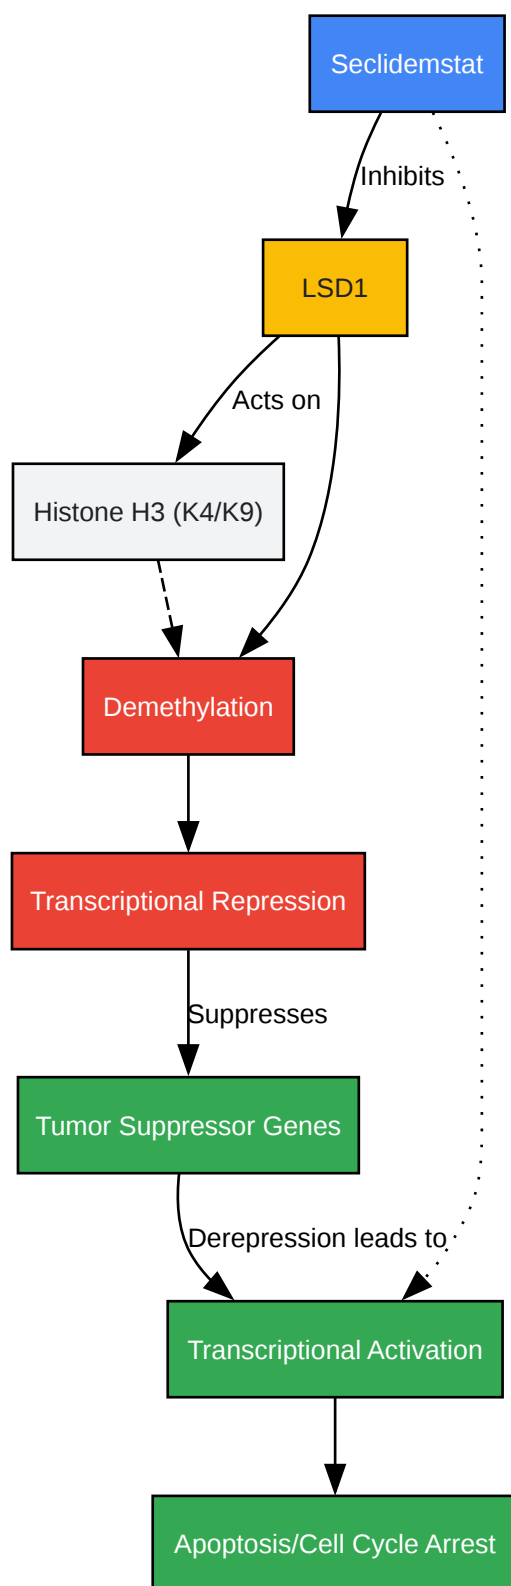 Seclidemstat
Inhibits
LSD1
Acts on
Histone H3 (K4/K9)
Demethylation
Transcriptional Repression
Suppresses
Tumor Suppressor Genes
Derepression leads to
Transcriptional Activation
Apoptosis/Cell Cycle Arrest